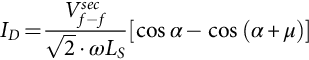 I_D = \frac{V_{f-f}^{sec}}{\sqrt{2} \cdot \omega L_S} [\cos \alpha - \cos (\alpha + \mu)]